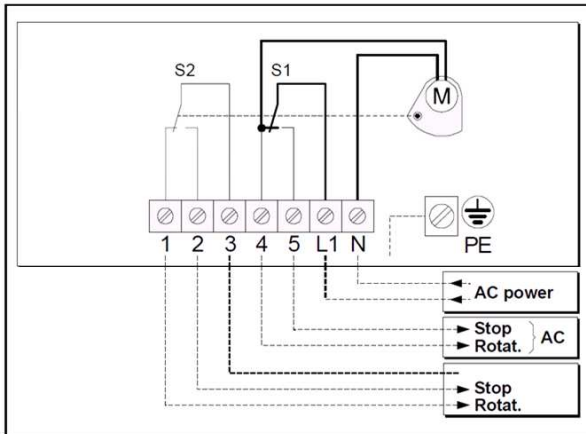 S2 S1 M
1 2 3 4 5 L1 N PE
AC power
Stop
Rotat.
AC
Stop
Rotat.